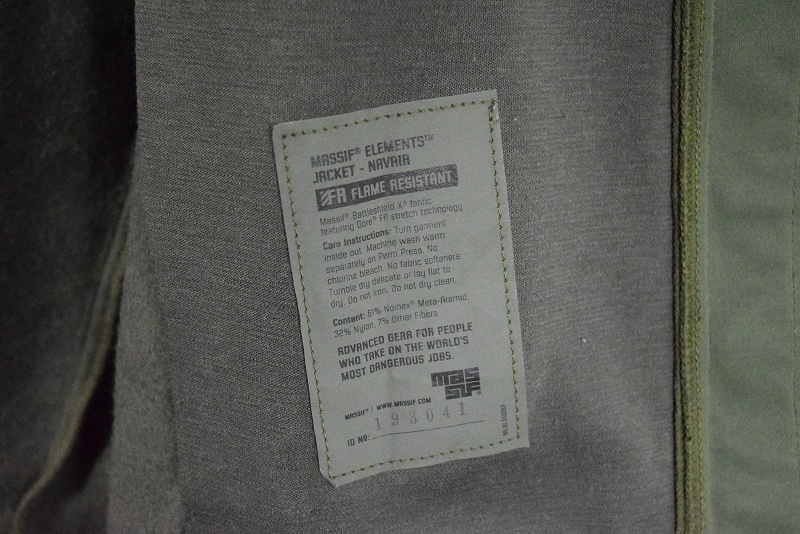 MASSIF® ELEMENTS™
JACKET - NAVAIR
FR FLAME RESISTANT
Massif® Battleshield X® fabric
featuring Gore® FR stretch technology
Care Instructions: Turn garment
inside out. Machine wash warm
separately on Perm Press. No
chlorine bleach. No fabric softeners.
Tumble dry delicate or lay flat to
dry. Do not iron. Do not dry clean.
Content: 61% Nomex® Meta-Aramid,
32% Nylon, 7% Other Fibers
ADVANCED GEAR FOR PEOPLE
WHO TAKE ON THE WORLD'S
MOST DANGEROUS JOBS.
MASSIF®
MASSIF® | WWW.MASSIF.COM
ID NO: 193041